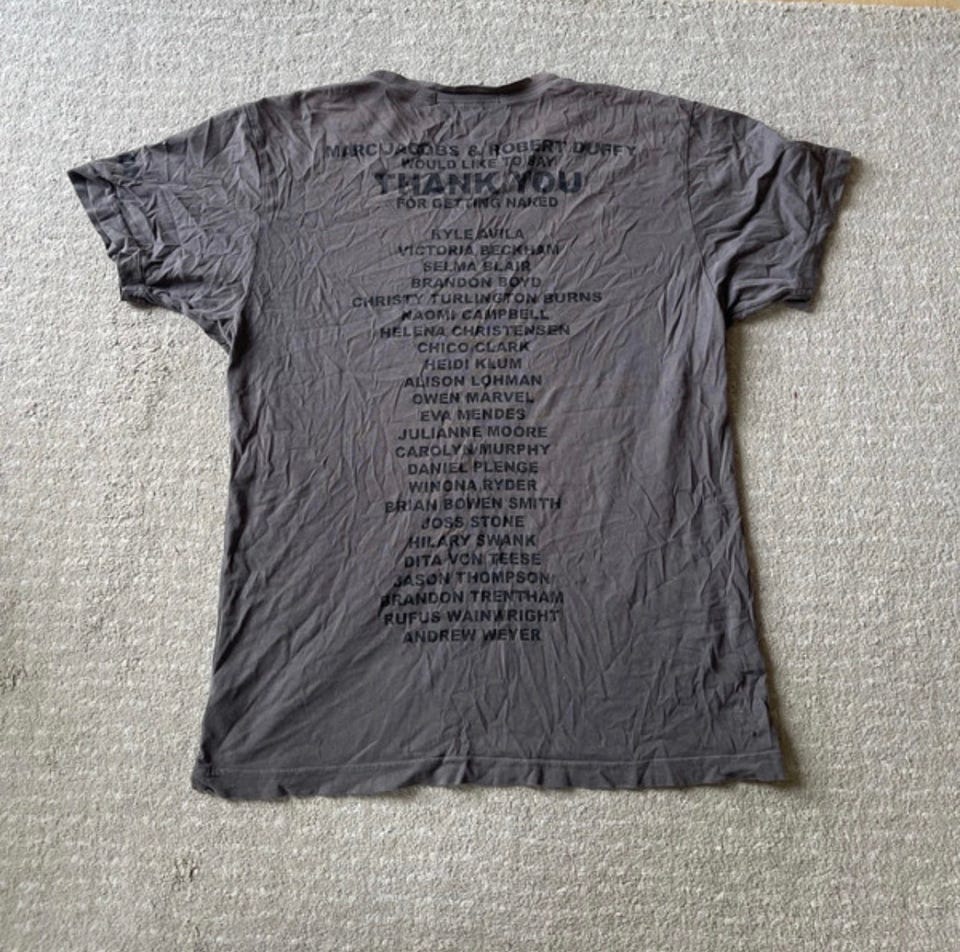 MARC JACOBS & ROBERT DUFFY
WOULD LIKE TO SAY
THANK YOU
FOR GETTING NAKED
KYLE AVILA
VICTORIA BECKHAM
SELMA BLAIR
BRANDON BOYD
CHRISTY TURLINGTON BURNS
NAOMI CAMPBELL
HELENA CHRISTENSEN
CHICO CLARK
HEIDI KLUM
ALISON LOHMAN
OWEN MARVEL
EVA MENDES
JULIANNE MOORE
CAROLYN MURPHY
DANIEL PLENGE
WINONA RYDER
BRIAN BOWEN SMITH
JOSS STONE
HILARY SWANK
DITA VON TEESE
JASON THOMPSON
BRANDON TRENTHAM
RUFUS WAINWRIGHT
ANDREW WEYER